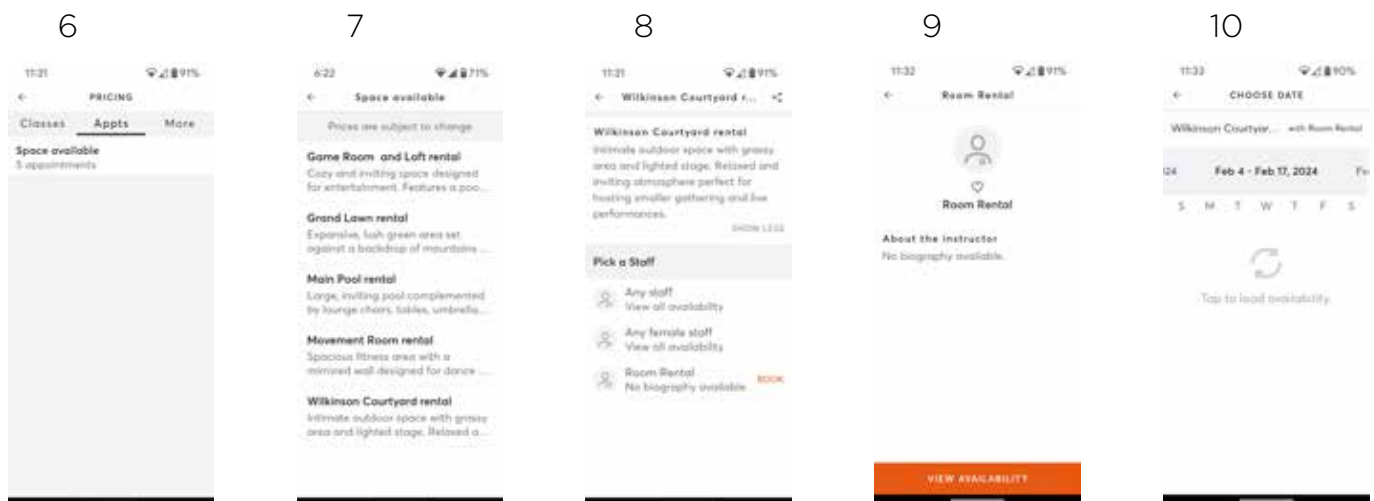 6
7
8
9
10
11:31
91%
PRICING
Classes Appts More
Space available
5 appointments
6:22
71%
Space available
Prices are subject to change
Game Room and Loft rental
Cozy and inviting space designed
for entertainment. Features a poo...
Grand Lawn rental
Expansive, lush green area set
against a backdrop of mountains ...
Main Pool rental
Large, inviting pool complemented
by lounge chairs, tables, umbrella...
Movement Room rental
Spacious fitness area with a
mirrored wall designed for dance ...
Wilkinson Courtyard rental
Intimate outdoor space with grassy
area and lighted stage. Relaxed a...
11:31
91%
Wilkinson Courtyard r...
Wilkinson Courtyard rental
Intimate outdoor space with grassy
area and lighted stage. Relaxed and
inviting atmosphere perfect for
hosting smaller gathering and live
performances.
SHOW LESS
Pick a Staff
Any staff
View all availability
Any female staff
View all availability
Room Rental
No biography available
BOOK
11:32
91%
Room Rental
Room Rental
About the instructor
No biography available.
VIEW AVAILABILITY
11:33
90%
CHOOSE DATE
Wilkinson Courtyar... with Room Rental
024 Feb 4 - Feb 17, 2024 Fe
S M T W T F S
Tap to load availability